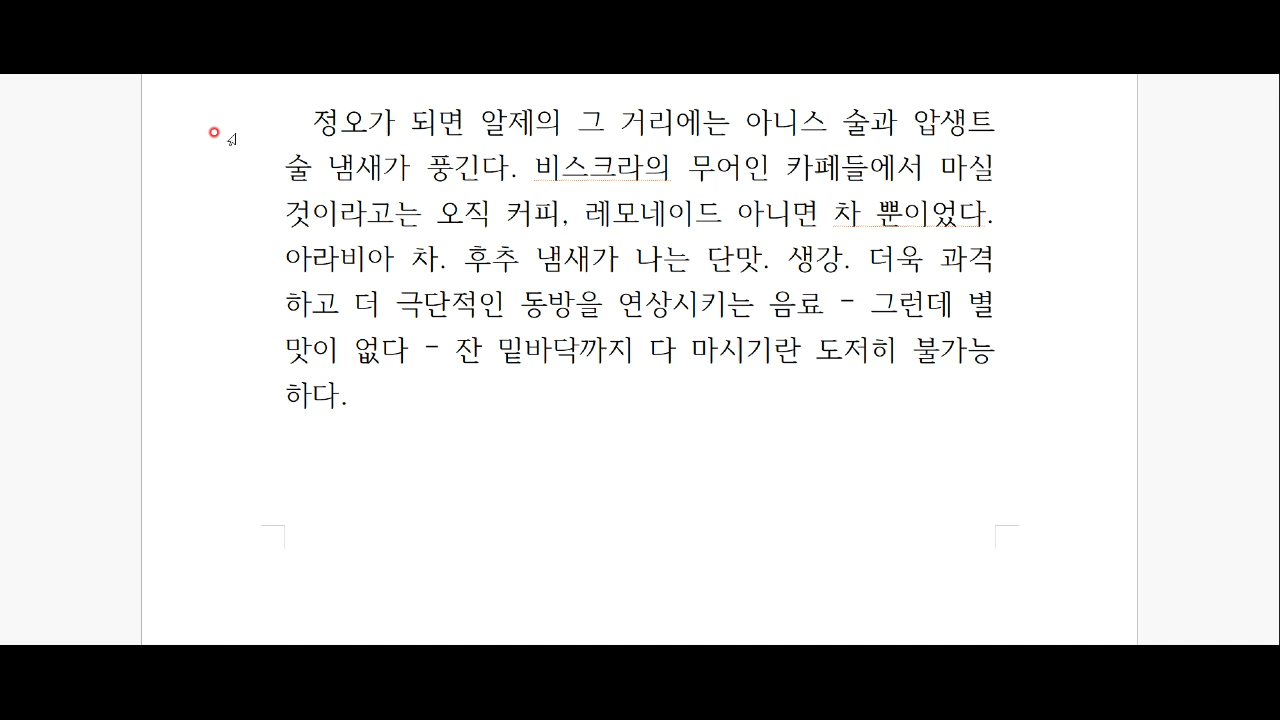 정오가 되면 알제의 그 거리에는 아니스 술과 압생트
술 냄새가 풍긴다. 비스크라의 무어인 카페들에서 마실
것이라고는 오직 커피, 레모네이드 아니면 차 뿐이었다.
아라비아 차. 후추 냄새가 나는 단맛. 생강. 더욱 과격
하고 더 극단적인 동방을 연상시키는 음료 - 그런데 별
맛이 없다 - 잔 밑바닥까지 다 마시기란 도저히 불가능
하다.